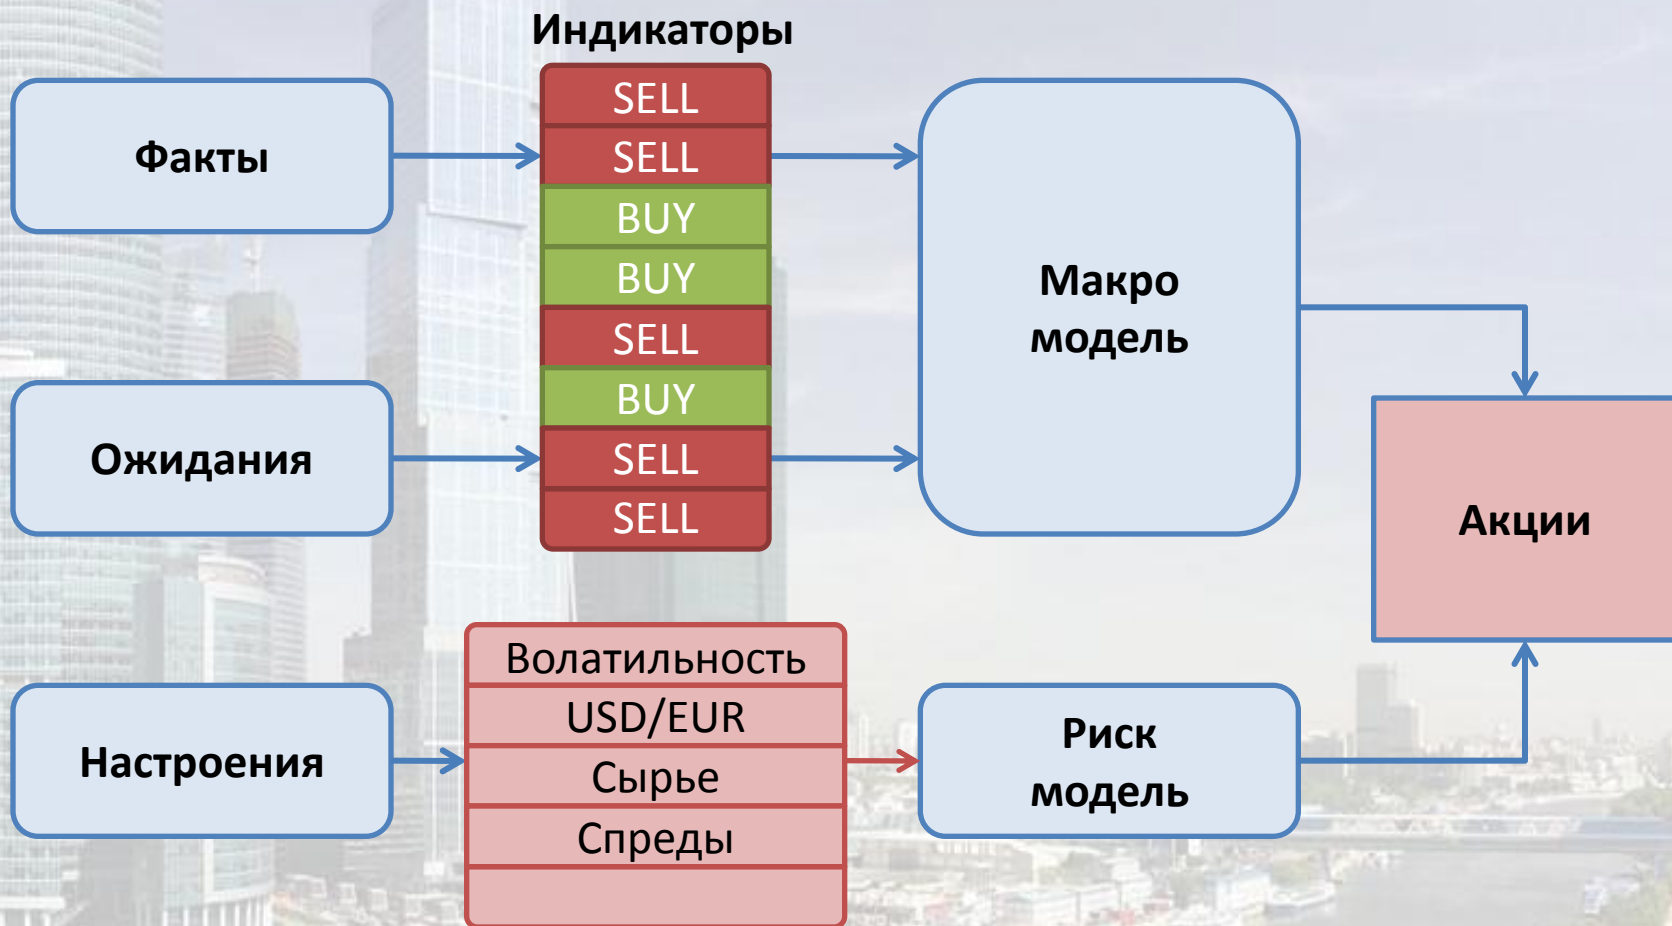 Индикаторы
Факты
Ожидания
Настроения
SELL
SELL
BUY
BUY
SELL
BUY
SELL
SELL
Волатильность
USD/EUR
Сырье
Спреды
Макро
модель
Риск
модель
Акции